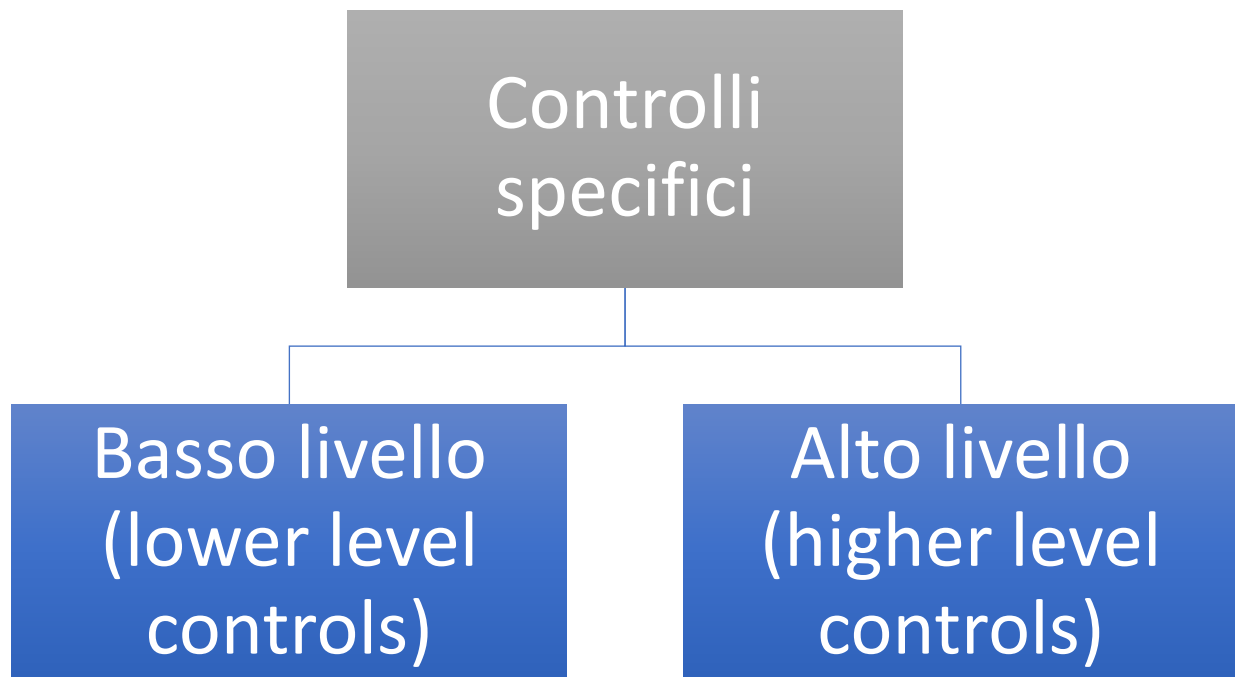 Controlli
specifici
Basso livello
(lower level
controls)
Alto livello
(higher level
controls)